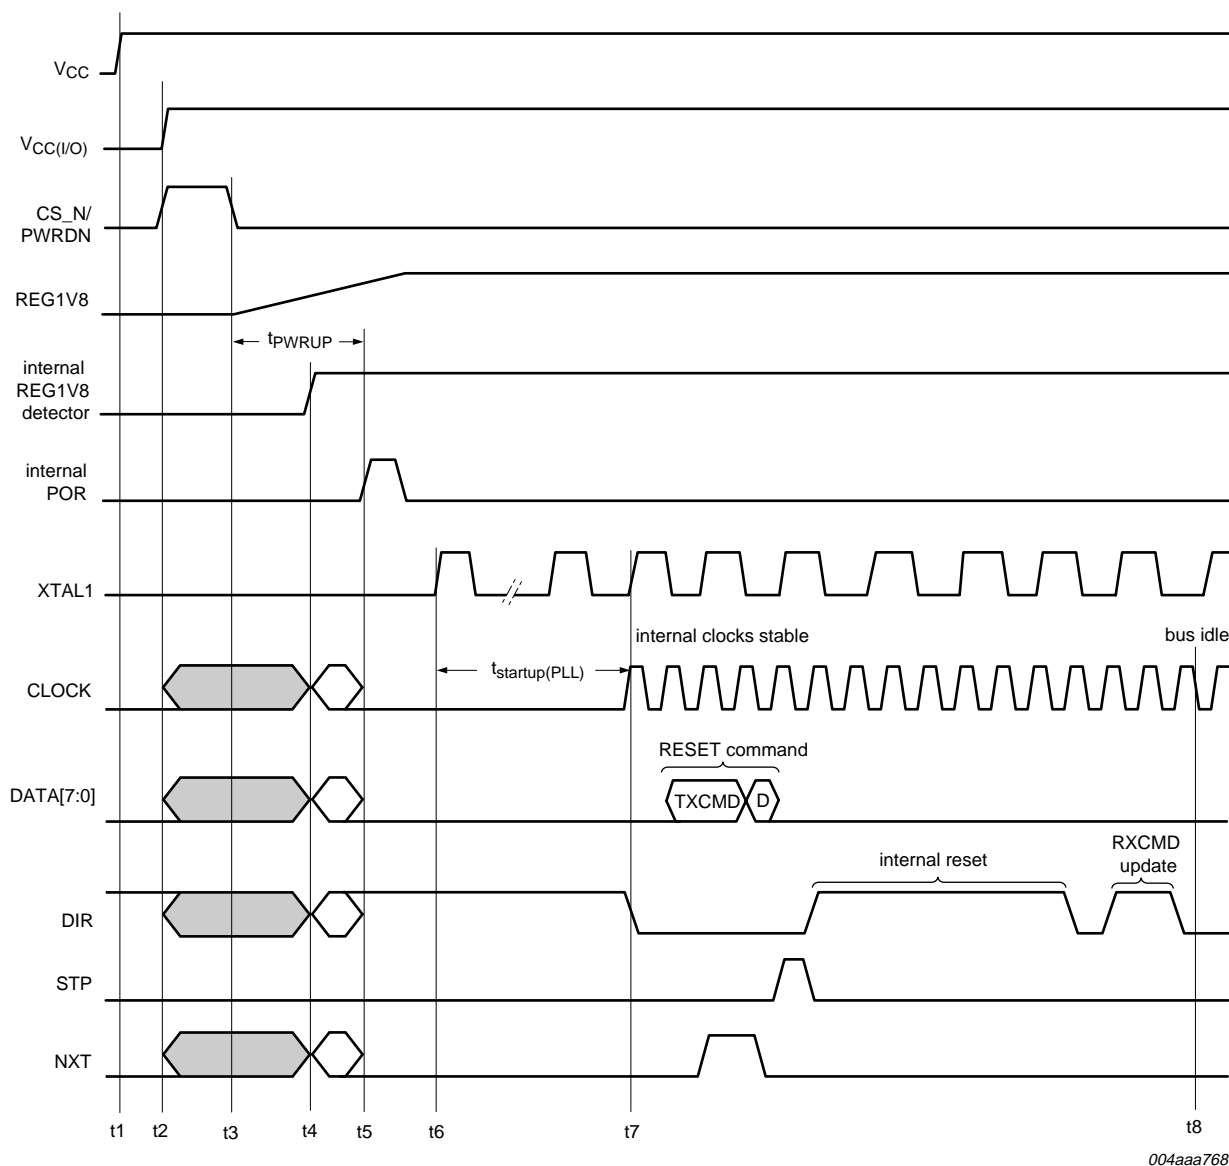 VCC
VCC(I/O)
CS_N/
PWRDN
REG1V8
tPWRUP
internal
REG1V8
detector
internal
POR
XTAL1
internal clocks stable
bus idle
tstartup(PLL)
CLOCK
RESET command
DATA[7:0]
TXCMD
D
RXCMD
update
internal reset
DIR
STP
NXT
t1 t2 t3 t4 t5 t6 t7 t8
004aaa768